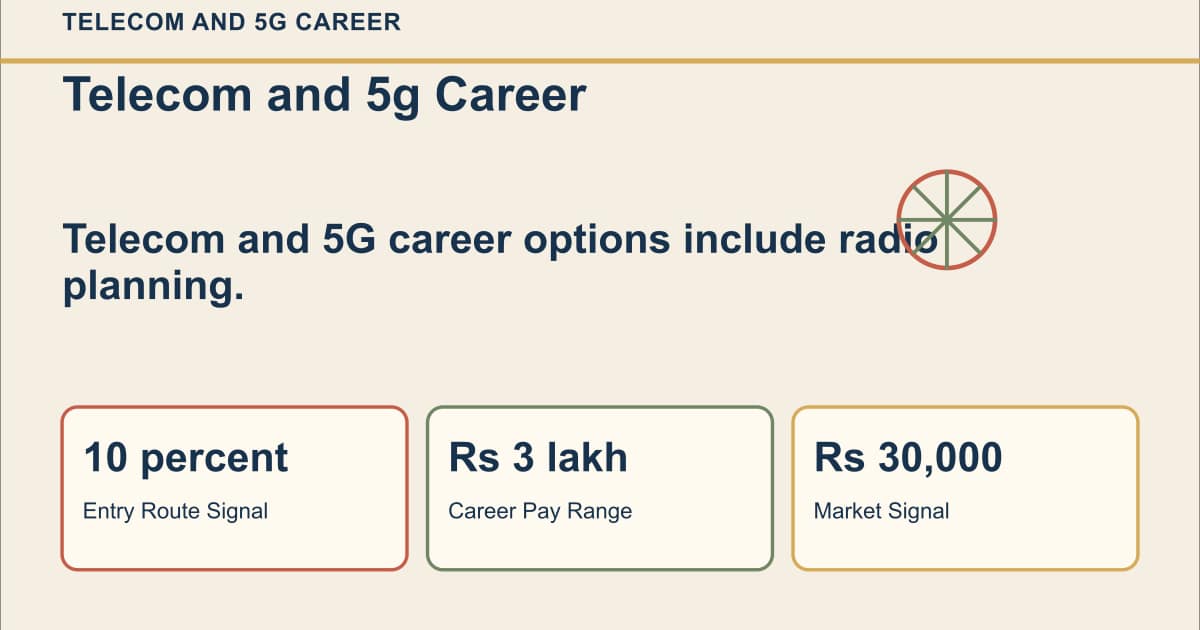 TELECOM AND 5G CAREER
Telecom and 5g Career
Telecom and 5G career options include radio
planning.
10 percent
Entry Route Signal
Rs 3 lakh
Career Pay Range
Rs 30,000
Market Signal